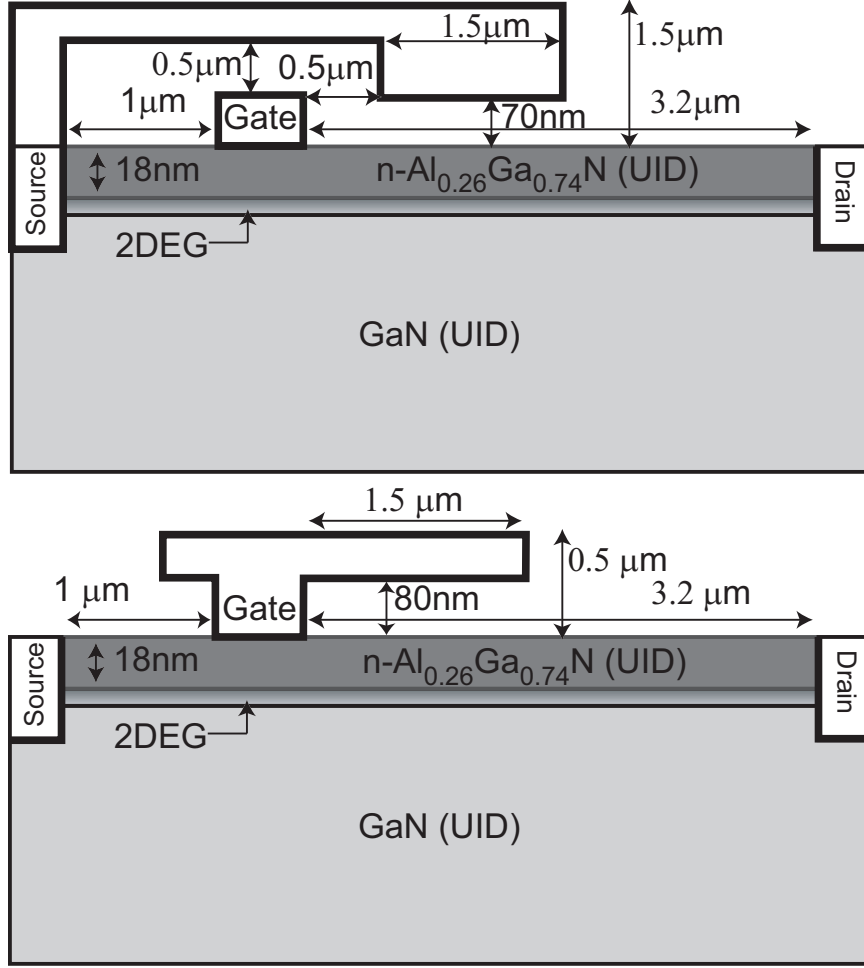 1.5μm
1.5μm
0.5μm
0.5μm
1μm
Gate
70nm
3.2μm
Source
18nm
n-Al0.26Ga0.74N (UID)
Drain
2DEG
GaN (UID)
1.5 μm
0.5 μm
1 μm
Gate
80nm
3.2 μm
Source
18nm
n-Al0.26Ga0.74N (UID)
Drain
2DEG
GaN (UID)